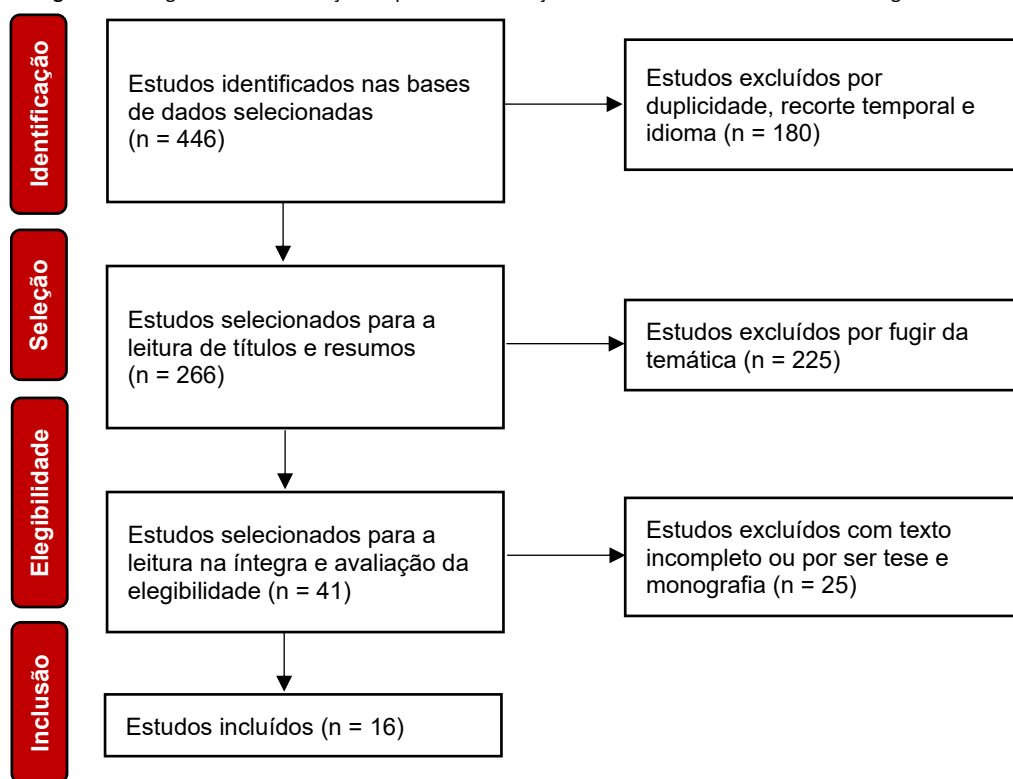 Identificação
Estudos identificados nas bases
de dados selecionadas
(n = 446)
Estudos excluídos por
duplicidade, recorte temporal e
idioma (n = 180)
Seleção
Estudos selecionados para a
leitura de títulos e resumos
(n = 266)
Estudos excluídos por fugir da
temática (n = 225)
Elegibilidade
Estudos selecionados para a
leitura na íntegra e avaliação da
elegibilidade (n = 41)
Estudos excluídos com texto
incompleto ou por ser tese e
monografia (n = 25)
Inclusão
Estudos incluídos (n = 16)